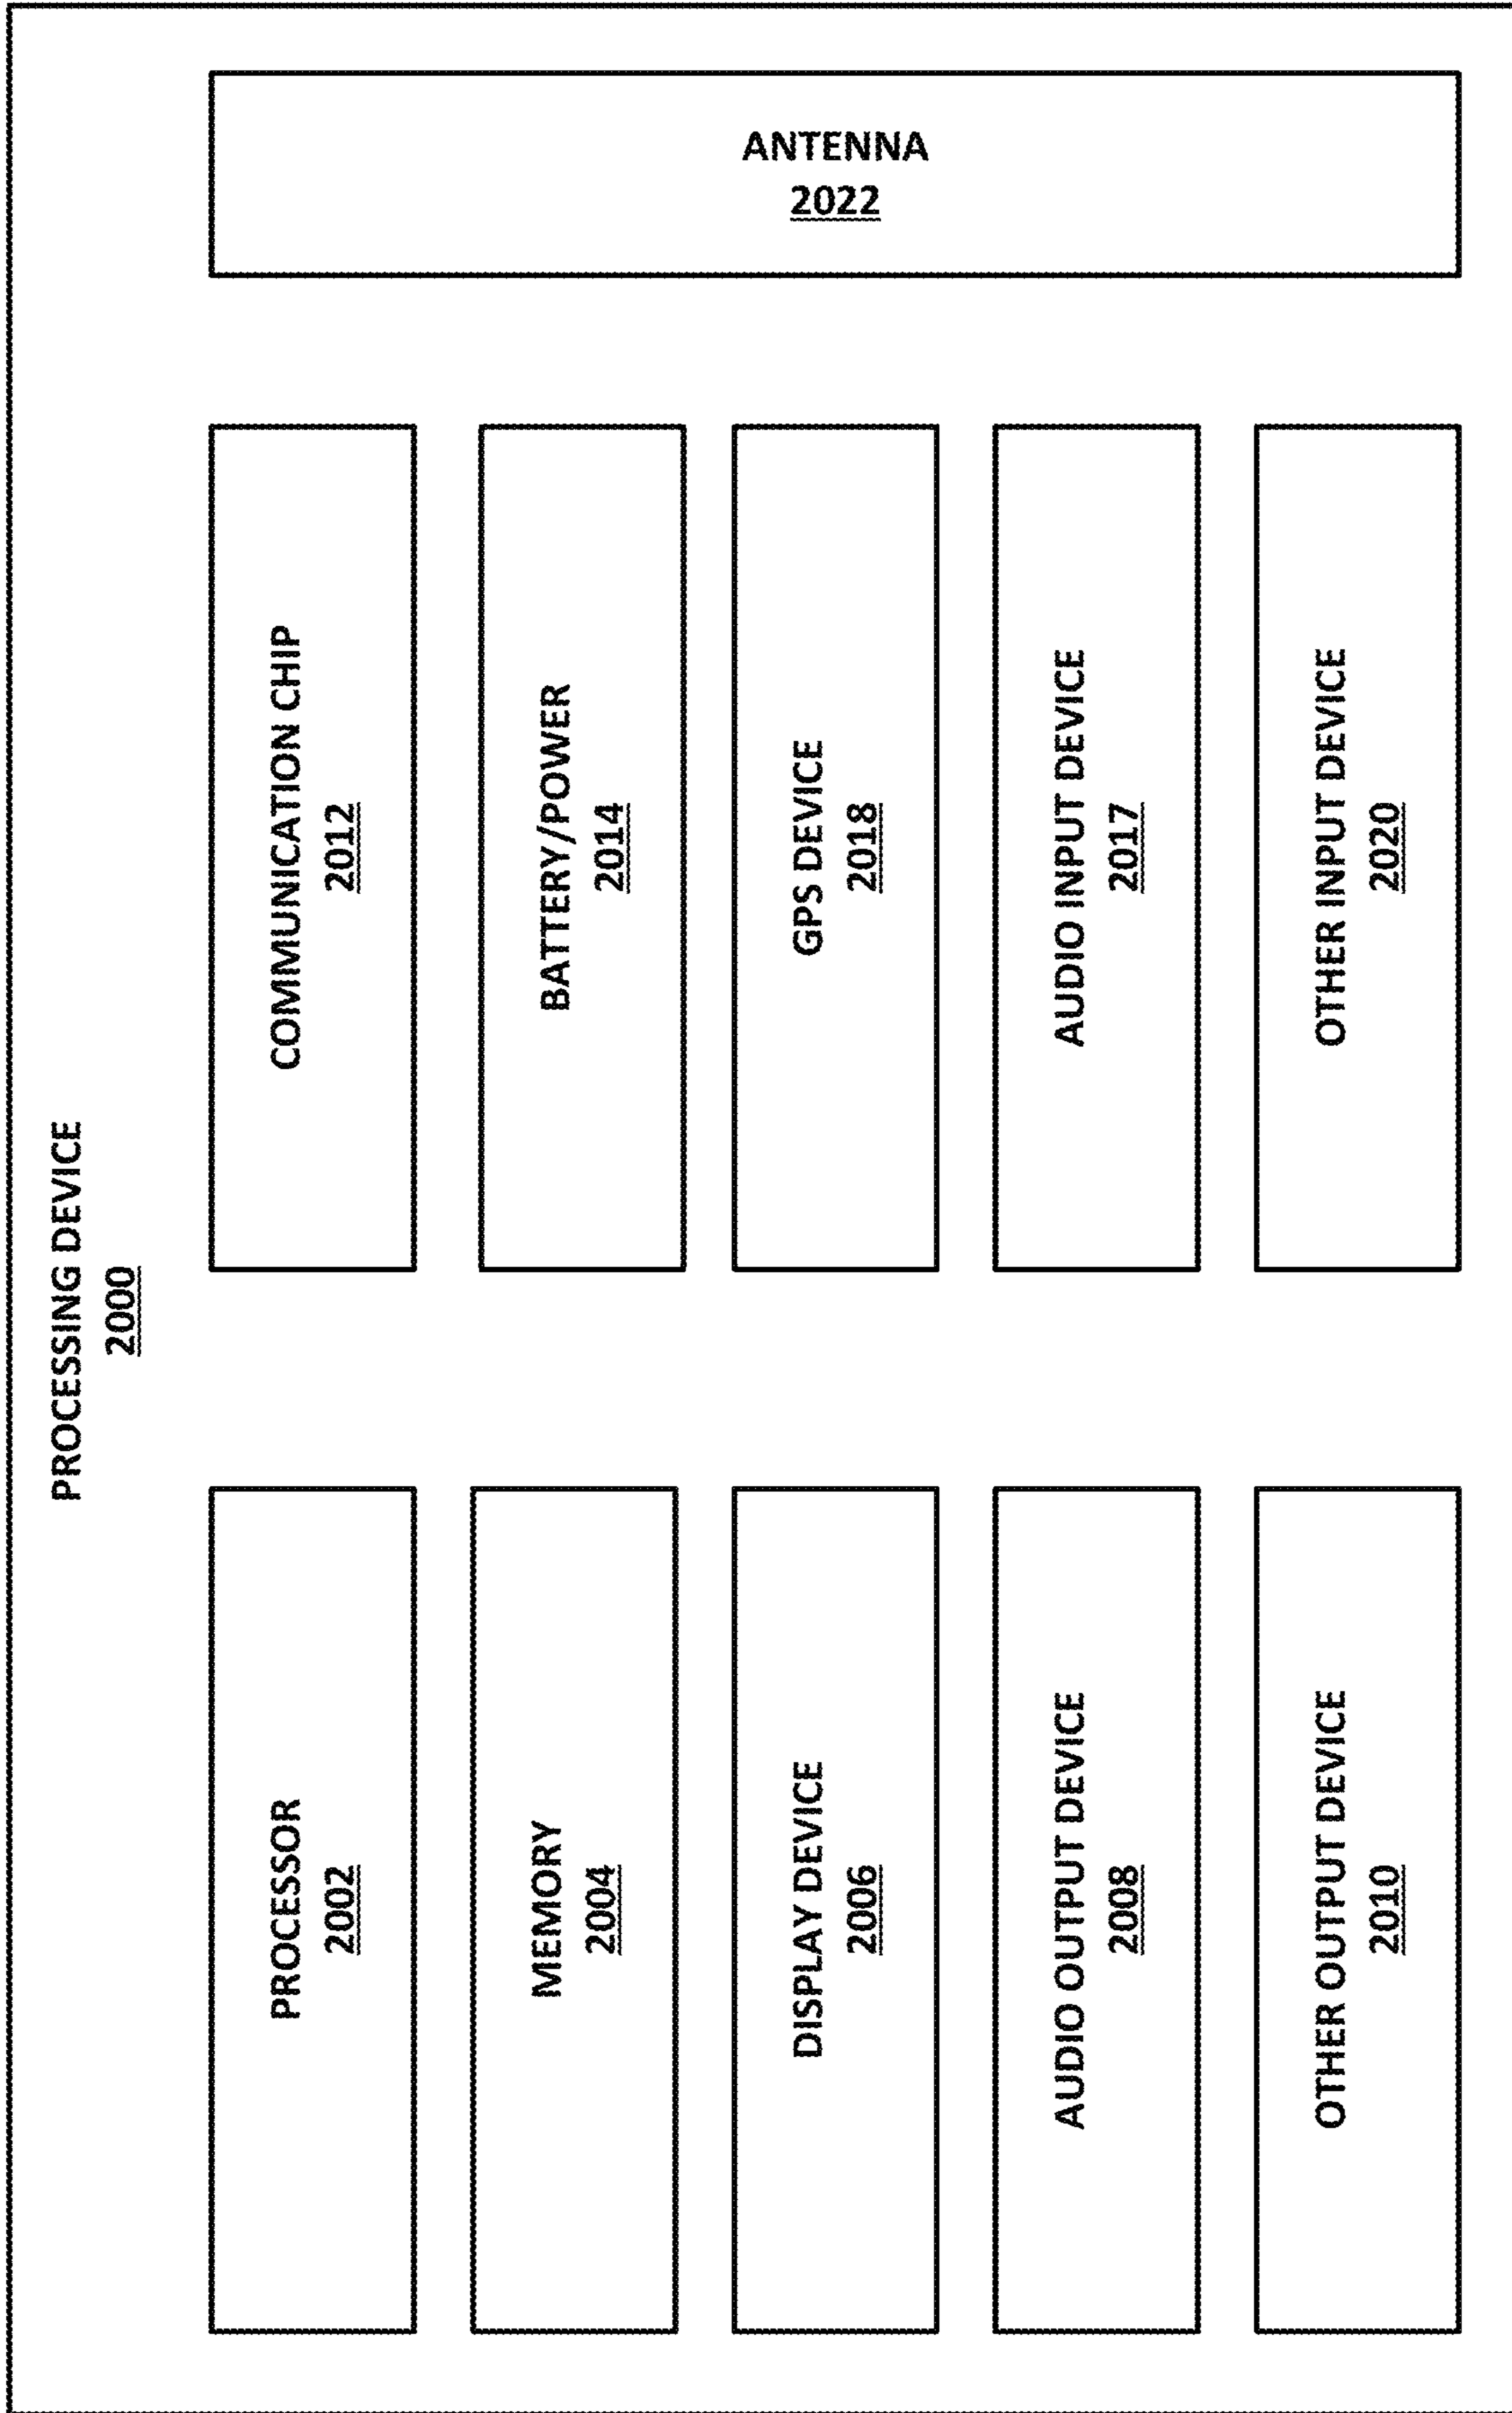 PROCESSING DEVICE
2000
PROCESSOR
2002
MEMORY
2004
DISPLAY DEVICE
2006
AUDIO OUTPUT DEVICE
2008
OTHER OUTPUT DEVICE
2010
COMMUNICATION CHIP
2012
BATTERY/POWER
2014
GPS DEVICE
2018
AUDIO INPUT DEVICE
2017
OTHER INPUT DEVICE
2020
ANTENNA
2022